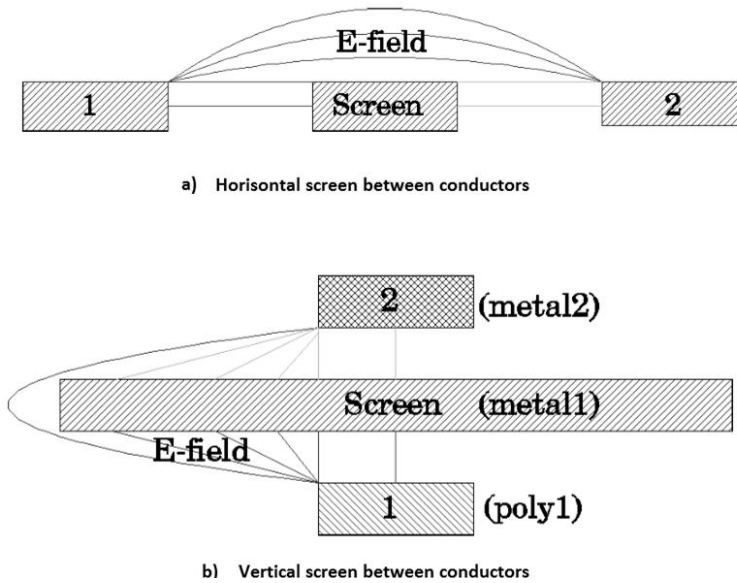 E-field
1 Screen 2
a) Horisontal screen between conductors
2 (metal2)
Screen (metal1)
E-field
1 (poly1)
b) Vertical screen between conductors